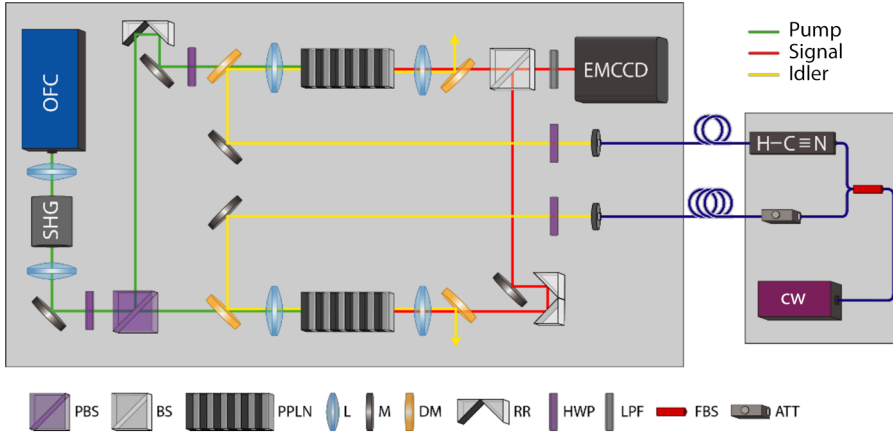 OFC
SHG
EMCCD
Pump
Signal
Idler
H-C≡N
CW
PBS
BS
PPLN
L
M
DM
RR
HWP
LPF
FBS
ATT